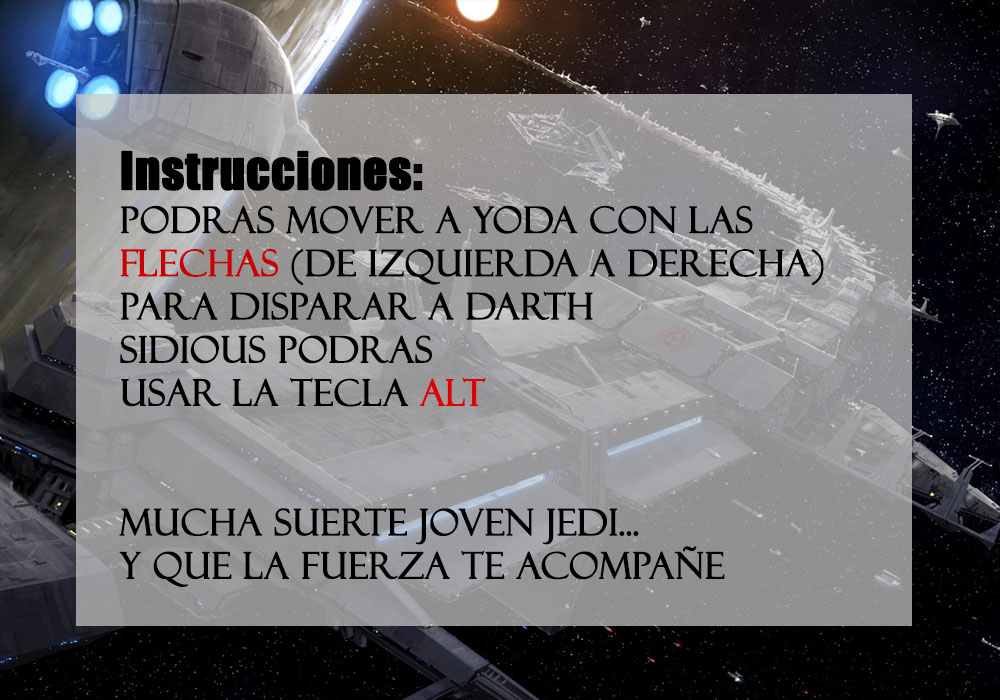 Instrucciones:
PODRAS MOVER A YODA CON LAS
FLECHAS (DE IZQUIERDA A DERECHA)
PARA DISPARAR A DARTH
SIDIOUS PODRAS
USAR LA TECLA ALT
MUCHA SUERTE JOVEN JEDI...
Y QUE LA FUERZA TE ACOMPAÑE